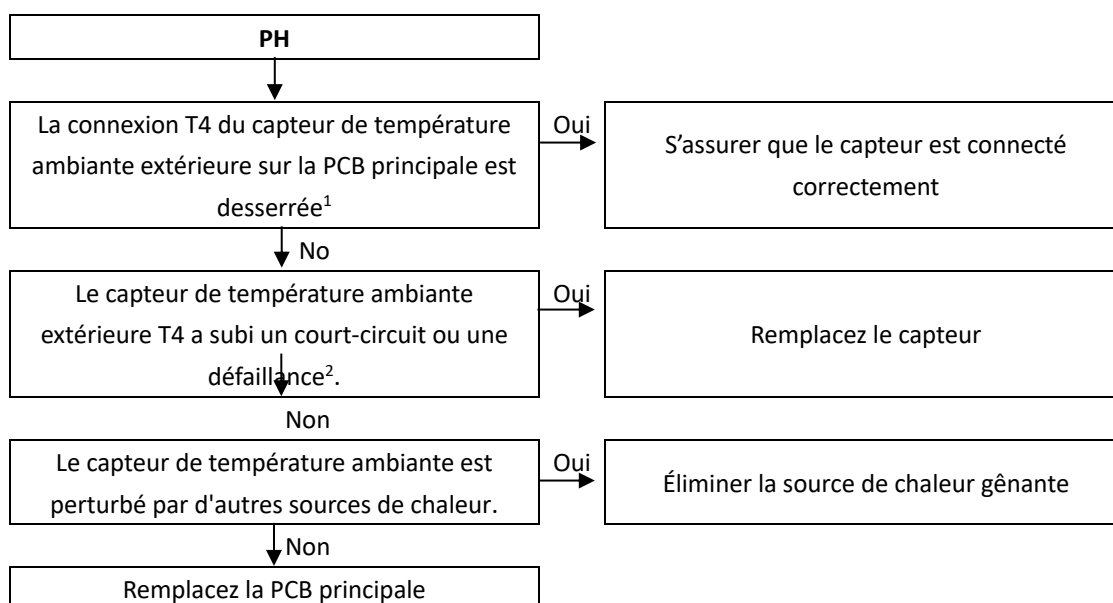 PH
La connexion T4 du capteur de température
ambiante extérieure sur la PCB principale est
desserrée¹
Oui
S’assurer que le capteur est connecté
correctement
No
Le capteur de température ambiante
extérieure T4 a subi un court-circuit ou une
défaillance².
Oui
Remplacez le capteur
Non
Le capteur de température ambiante est
perturbé par d'autres sources de chaleur.
Oui
Éliminer la source de chaleur gênante
Non
Remplacez la PCB principale